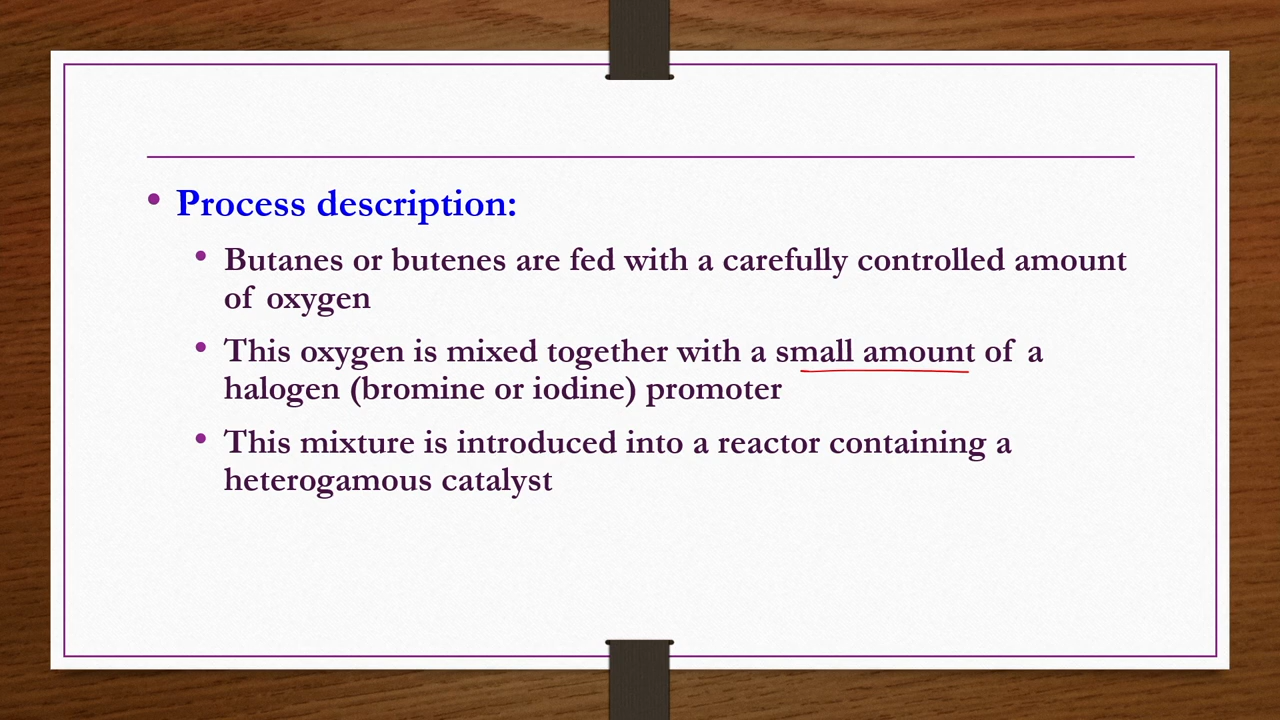 • Process description:
• Butanes or butenes are fed with a carefully controlled amount
of oxygen
• This oxygen is mixed together with a small amount of a
halogen (bromine or iodine) promoter
• This mixture is introduced into a reactor containing a
heterogamous catalyst